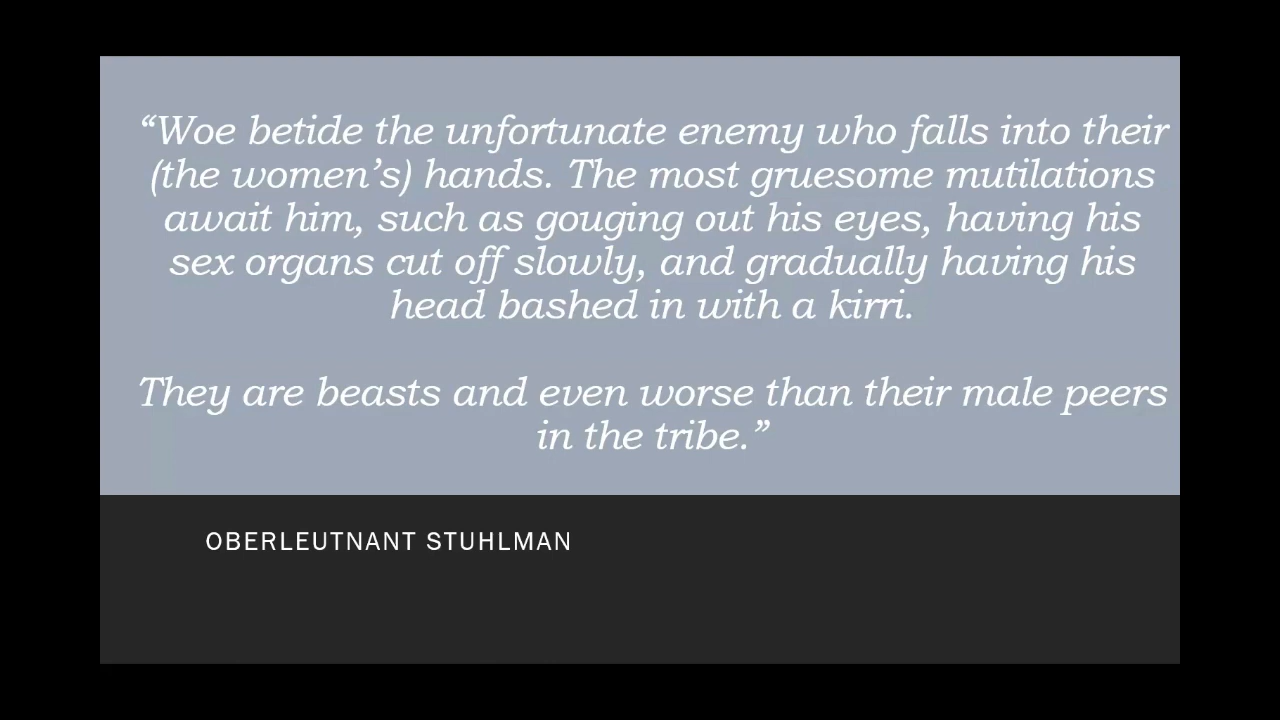 “Woe betide the unfortunate enemy who falls into their
(the women’s) hands. The most gruesome mutilations
await him, such as gouging out his eyes, having his
sex organs cut off slowly, and gradually having his
head bashed in with a kirri.
They are beasts and even worse than their male peers
in the tribe.”
OBERLEUTNANT STUHLMAN